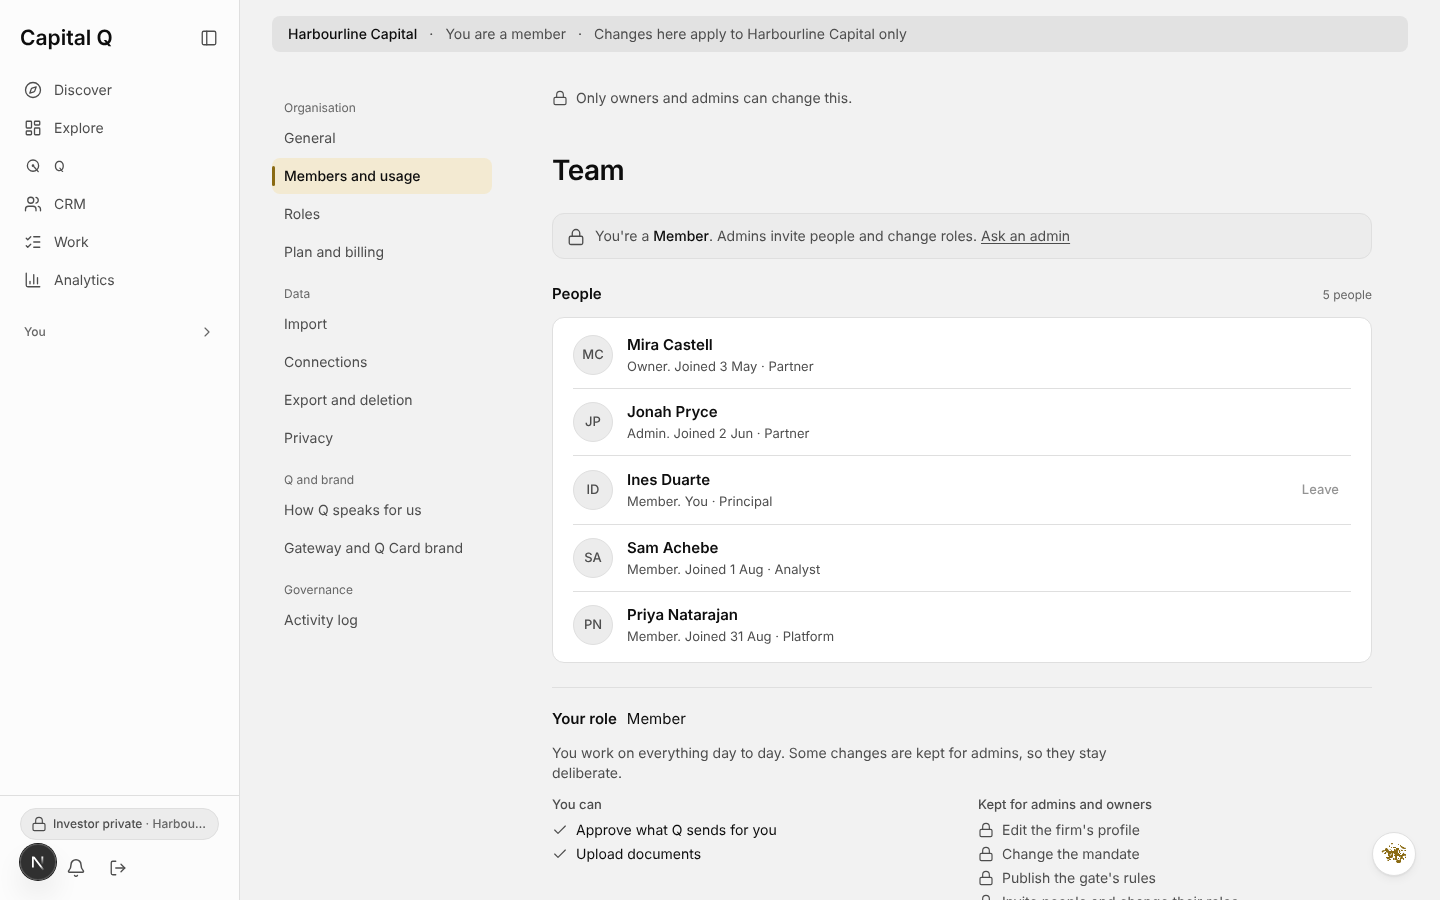 Capital Q
Discover
Explore
Q
CRM
Work
Analytics
You
Investor private · Harbou...
N
Harbourline Capital · You are a member · Changes here apply to Harbourline Capital only
Organisation
General
Members and usage
Roles
Plan and billing
Data
Import
Connections
Export and deletion
Privacy
Q and brand
How Q speaks for us
Gateway and Q Card brand
Governance
Activity log
Only owners and admins can change this.
Team
You're a Member. Admins invite people and change roles. Ask an admin
People
5 people
MC
Mira Castell
Owner. Joined 3 May · Partner
JP
Jonah Pryce
Admin. Joined 2 Jun · Partner
ID
Ines Duarte
Member. You · Principal
Leave
SA
Sam Achebe
Member. Joined 1 Aug · Analyst
PN
Priya Natarajan
Member. Joined 31 Aug · Platform
Your role Member
You work on everything day to day. Some changes are kept for admins, so they stay
deliberate.
You can
Approve what Q sends for you
Upload documents
Kept for admins and owners
Edit the firm's profile
Change the mandate
Publish the gate's rules
Invite people and change their roles